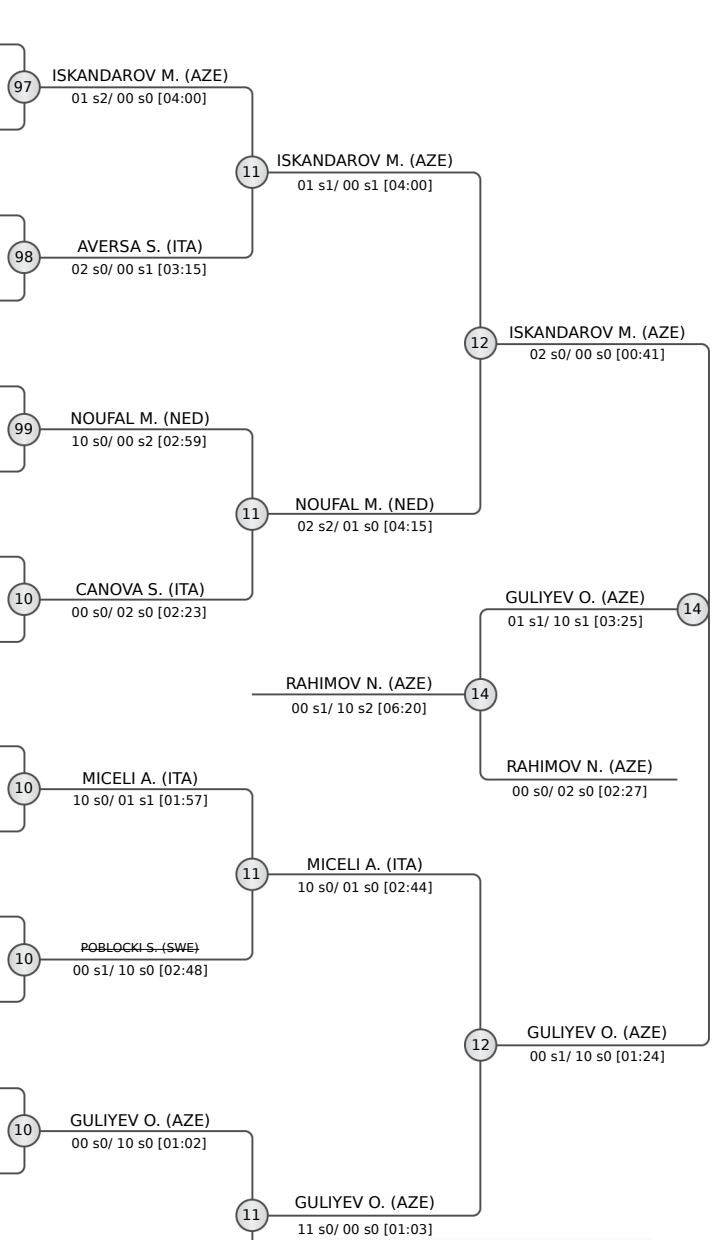 97
ISKANDAROV M. (AZE)
01 s2/ 00 s0 [04:00]
11
ISKANDAROV M. (AZE)
01 s1/ 00 s1 [04:00]
98
AVERSA S. (ITA)
02 s0/ 00 s1 [03:15]
12
ISKANDAROV M. (AZE)
02 s0/ 00 s0 [00:41]
99
NOUFAL M. (NED)
10 s0/ 00 s2 [02:59]
11
NOUFAL M. (NED)
02 s2/ 01 s0 [04:15]
10
CANOVA S. (ITA)
00 s0/ 02 s0 [02:23]
GULIYEV O. (AZE)
14
01 s1/ 10 s1 [03:25]
RAHIMOV N. (AZE)
14
00 s1/ 10 s2 [06:20]
RAHIMOV N. (AZE)
00 s0/ 02 s0 [02:27]
10
MICELI A. (ITA)
10 s0/ 01 s1 [01:57]
11
MICELI A. (ITA)
10 s0/ 01 s0 [02:44]
10
POBLOCKI S. (SWE)
00 s1/ 10 s0 [02:48]
12
GULIYEV O. (AZE)
00 s1/ 10 s0 [01:24]
10
GULIYEV O. (AZE)
00 s0/ 10 s0 [01:02]
11
GULIYEV O. (AZE)
11 s0/ 00 s0 [01:03]